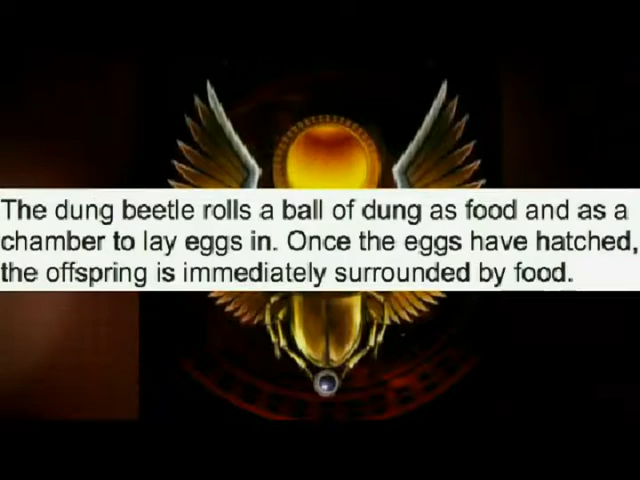 The dung beetle rolls a ball of dung as food and as a
chamber to lay eggs in. Once the eggs have hatched,
the offspring is immediately surrounded by food.